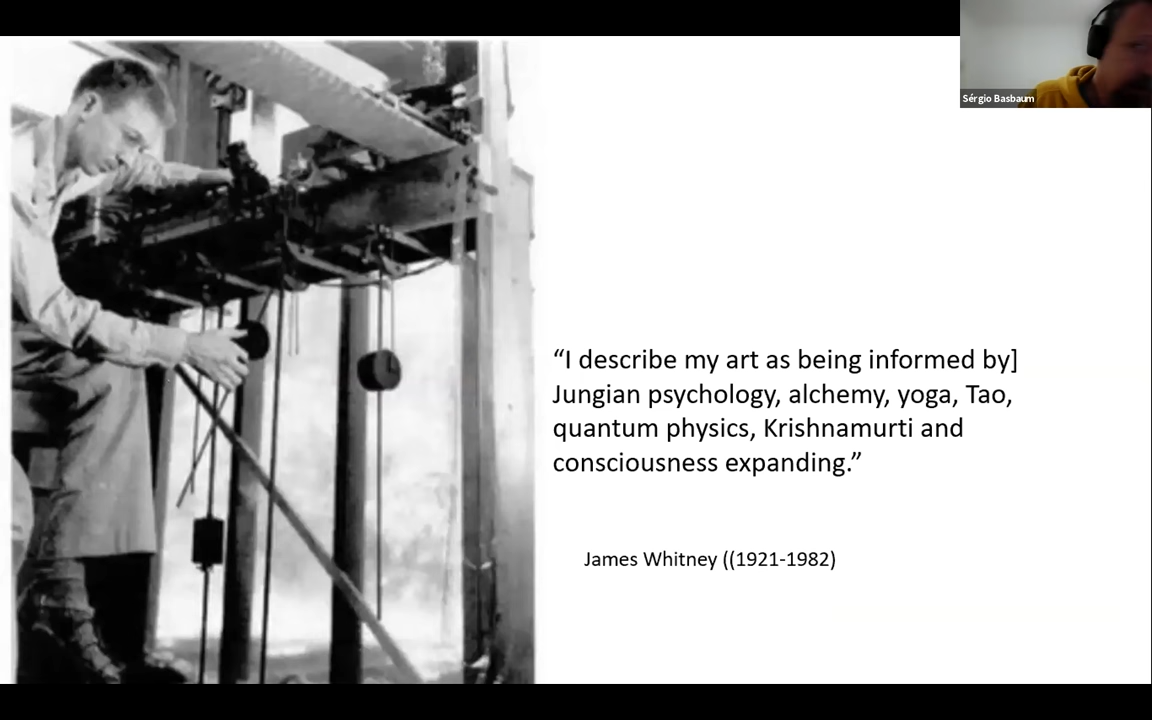 Sérgio Basbaum
“I describe my art as being informed by]
Jungian psychology, alchemy, yoga, Tao,
quantum physics, Krishnamurti and
consciousness expanding.”
James Whitney ((1921-1982)